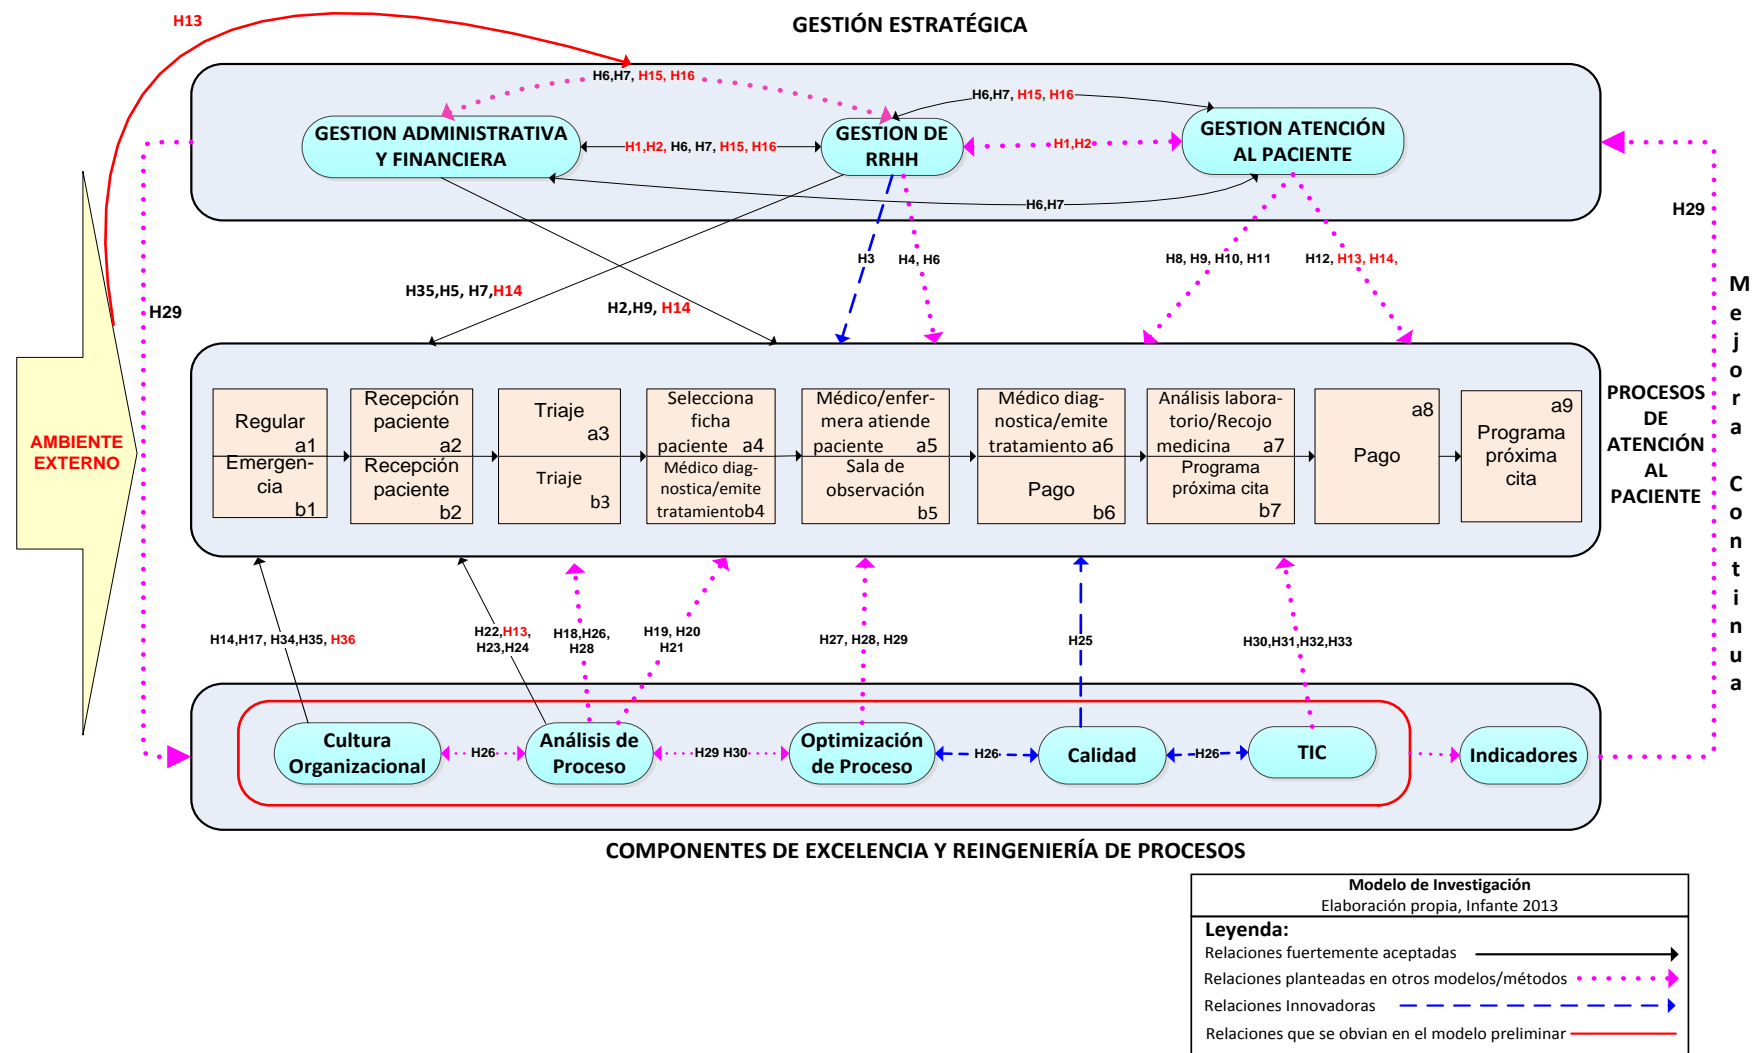 H13
GESTIÓN ESTRATÉGICA
H6,H7, H15, H16
H6,H7, H15, H16
GESTION ADMINISTRATIVA
Y FINANCIERA
H1,H2, H6, H7, H15, H16
GESTION DE
RRHH
H1,H2
GESTION ATENCIÓN
AL PACIENTE
H6,H7
H29
H29
H35,H5, H7,H14
H2,H9, H14
H3
H4, H6
H8, H9, H10, H11
H12, H13, H14,
AMBIENTE
EXTERNO
Regular
a1
Emergen-
cia
b1
Recepción
paciente
a2
Recepción
paciente
b2
Triaje
a3
Triaje
b3
Selecciona
ficha
paciente a4
Médico diag-
nostica/emite
tratamientob4
Médico/enfer-
mera atiende
paciente a5
Sala de
observación
b5
Médico diag-
nostica/emite
tratamiento a6
Pago
b6
Análisis labora-
torio/Recojo
medicina a7
Programa
próxima cita
b7
a8
Pago
a9
Programa
próxima
cita
PROCESOS
DE
ATENCIÓN
AL
PACIENTE
M
e
j
o
r
a
C
o
n
t
i
n
u
a
H14,H17, H34,H35, H36
H22,H13,
H23,H24
H18,H26,
H28
H19, H20
H21
H27, H28, H29
H25
H30,H31,H32,H33
Cultura
Organizacional
H26
Análisis de
Proceso
H29 H30
Optimización
de Proceso
H26
Calidad
H26
TIC
Indicadores
COMPONENTES DE EXCELENCIA Y REINGENIERÍA DE PROCESOS
Modelo de Investigación
Elaboración propia, Infante 2013
Leyenda:
Relaciones fuertemente aceptadas
Relaciones planteadas en otros modelos/métodos
Relaciones Innovadoras
Relaciones que se obvian en el modelo preliminar